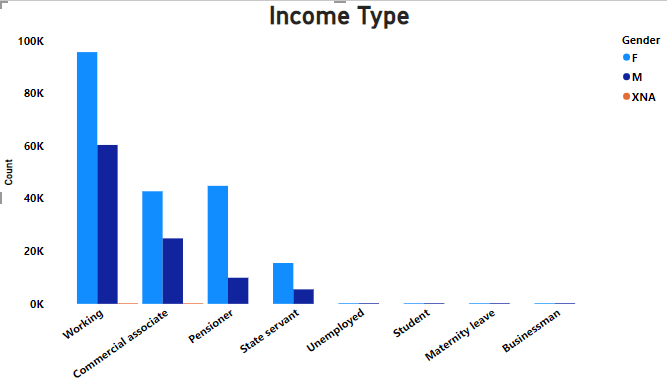 Income Type
Gender
F
M
XNA
Count
100K
80K
60K
40K
20K
0K
Working
Commercial associate
Pensioner
State servant
Unemployed
Student
Maternity leave
Businessman